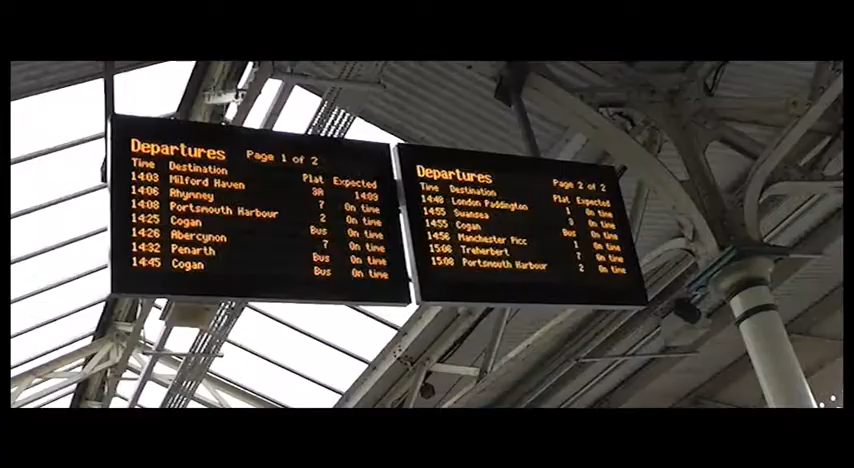 Departures Page 1 of 2
Time Destination Plat Expected
14:03 Milford Haven 3A 14:09
14:06 Rhymney 7 On time
14:08 Portsmouth Harbour 2 On time
14:25 Cogan Bus On time
14:26 Abercynon 7 On time
14:32 Penarth Bus On time
14:45 Cogan Bus On time
Departures Page 2 of 2
Time Destination Plat Expected
14:48 London Paddington 1 On time
14:55 Swansea 3 On time
14:55 Cogan Bus On time
14:58 Manchester Picc 1 On time
15:08 Treherbert 7 On time
15:08 Portsmouth Harbour 2 On time